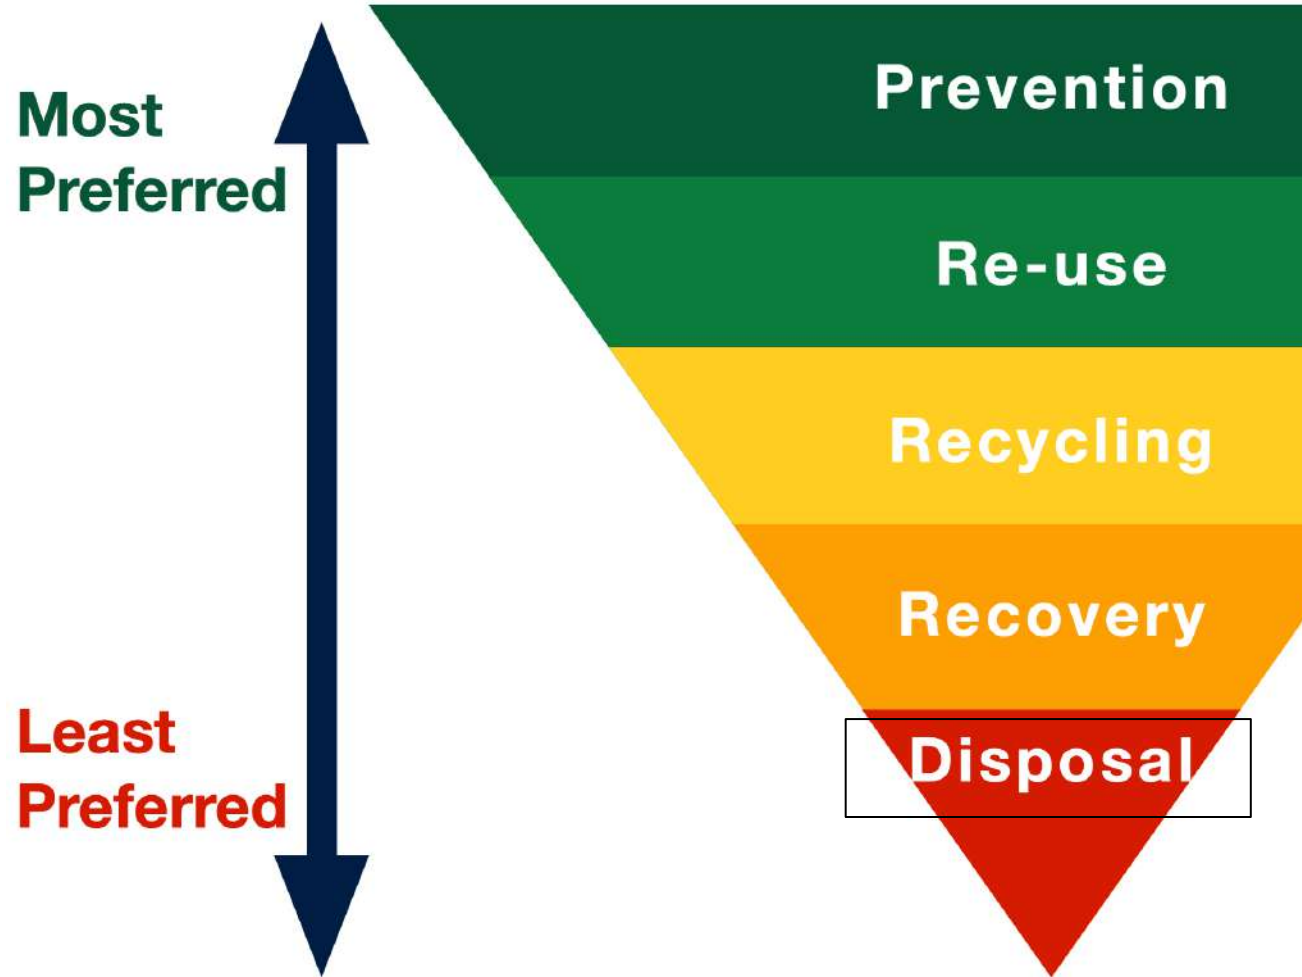 Most
Preferred
Prevention
Re-use
Recycling
Recovery
Least
Preferred
Disposal